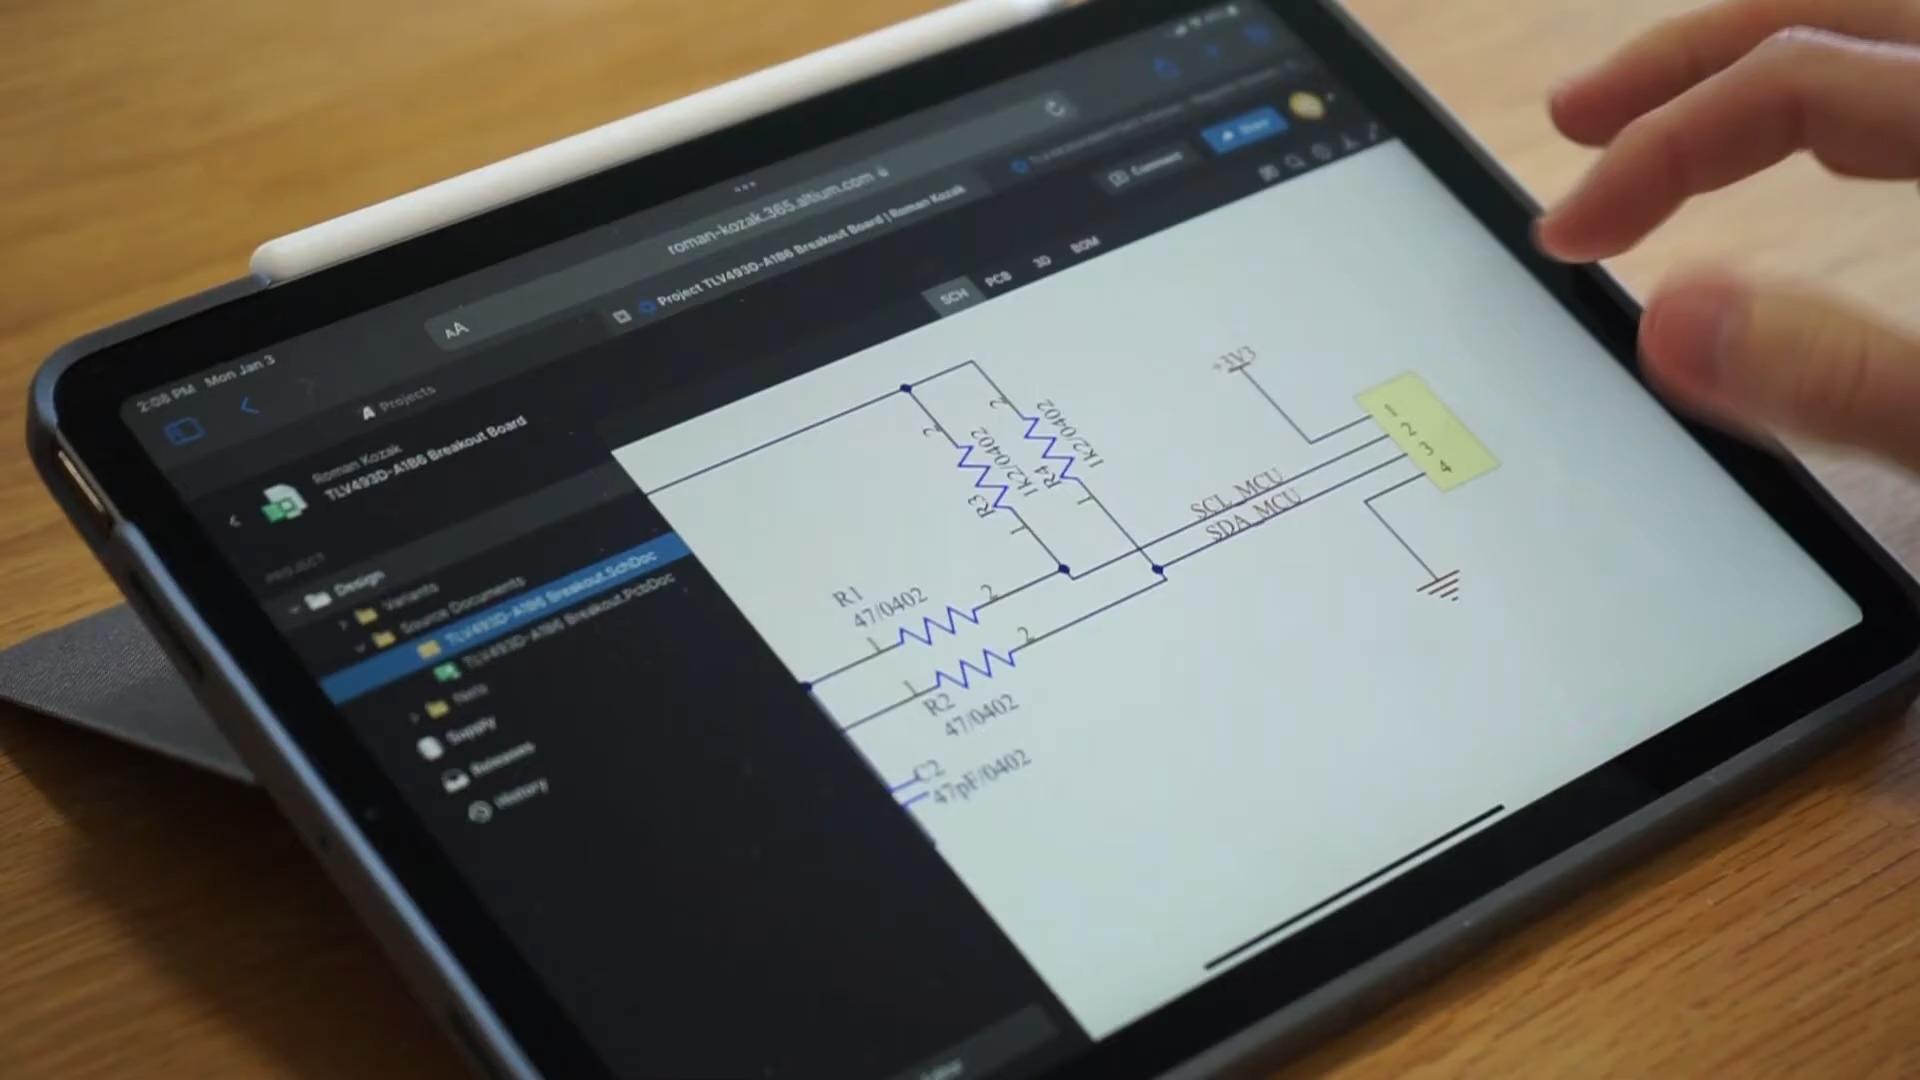 2:08 PM Mon Jan 3
AA
roman-kozak.365.altium.com
Project TLV493D-A1B6 Breakout Board | Roman Kozak
Comment
Share
Projects
SCH PCB 3D BOM
Roman Kozak
TLV493D-A1B6 Breakout Board
PROJECT
Design
Variants
Source Documents
TLV493D-A1B6 Breakout.SchDoc
TLV493D-A1B6 Breakout.PcbDoc
Nets
Supply
Releases
History
2
R3
1K2/0402
1
2
R4
1K2/0402
1
+3V3
1
2
3
4
SCL_MCU
SDA_MCU
R1
47/0402
1
2
1
2
R2
47/0402
C2
47pF/0402